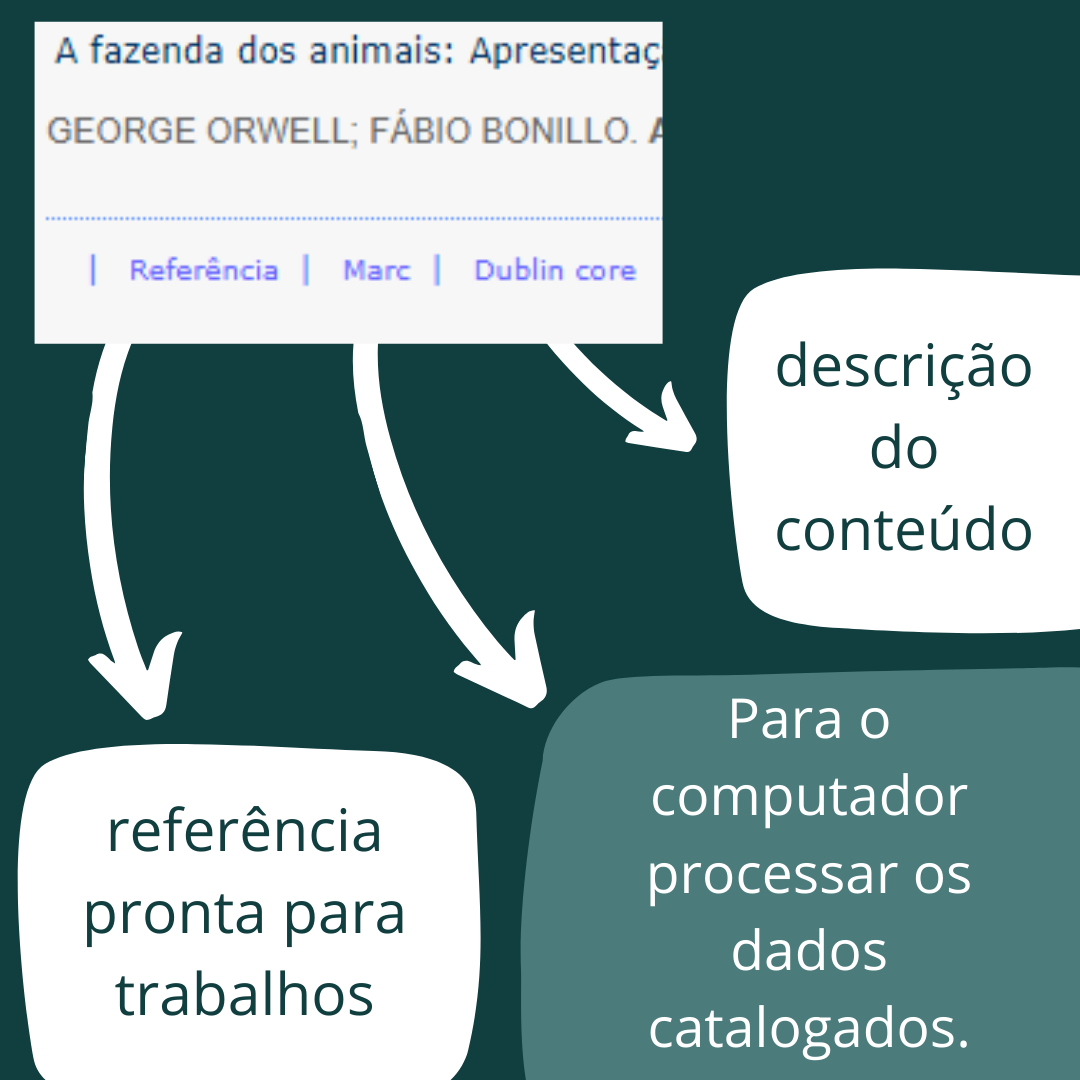 A fazenda dos animais: Apresentaç
GEORGE ORWELL; FÁBIO BONILLO. A
| Referência | Marc | Dublin core
descrição
do
conteúdo
referência
pronta para
trabalhos
Para o
computador
processar os
dados
catalogados.